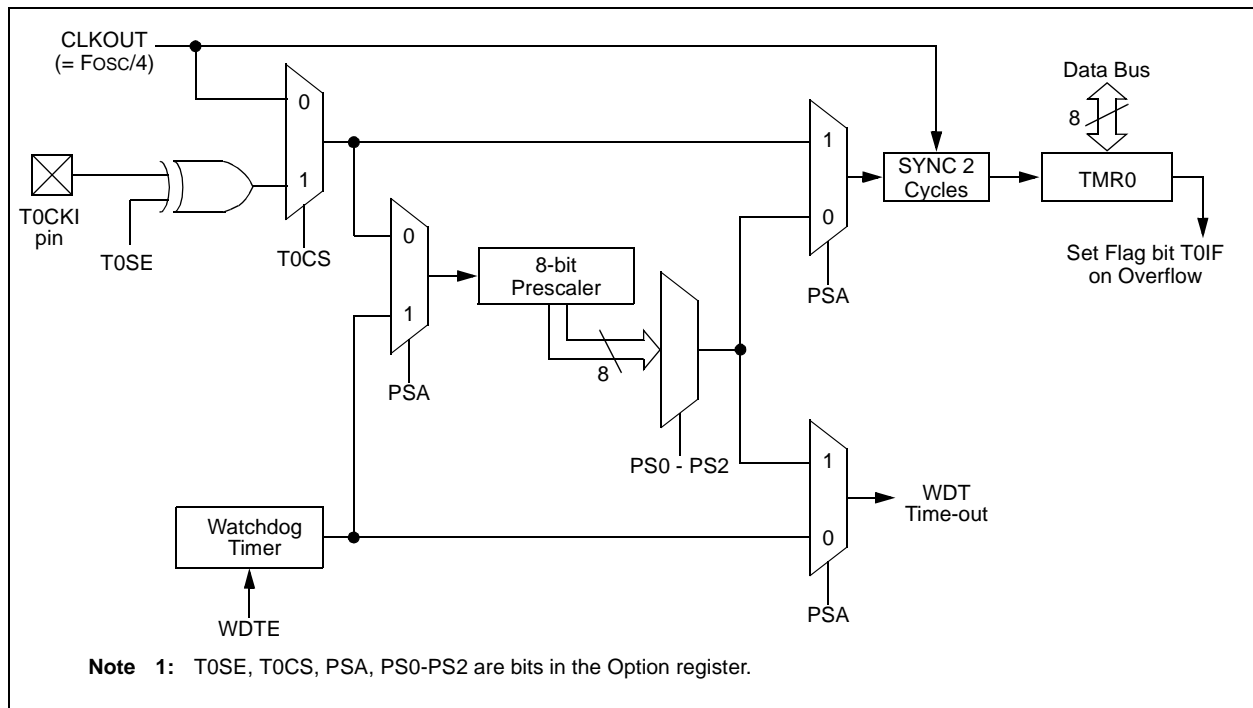 CLKOUT
(= FOSC/4)
Data Bus
0
8
1
1
T0CKI
pin
T0SE
T0CS
0
SYNC 2
Cycles
TMR0
0
8-bit
Prescaler
PSA
Set Flag bit T0IF
on Overflow
1
8
PSA
PS0 - PS2
1
WDT
Time-out
Watchdog
Timer
0
WDTE
PSA
Note 1: T0SE, T0CS, PSA, PS0-PS2 are bits in the Option register.